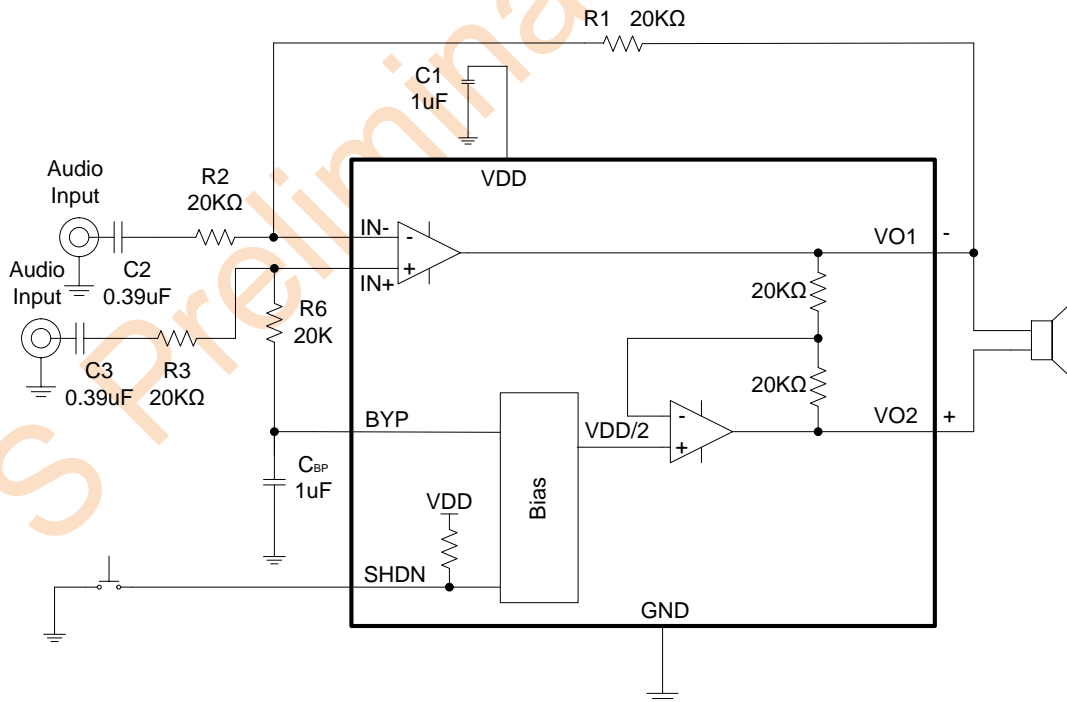 R1 20KΩ
C1
1uF
VDD
Audio
Input
R2
20KΩ
IN-
-
VO1
-
Audio
Input
C2
0.39uF
IN+
+
R6
20K
20KΩ
C3
0.39uF
R3
20KΩ
20KΩ
BYP
VDD/2
-
+
VO2
+
CBP
1uF
Bias
VDD
SHDN
GND
S Prelimina